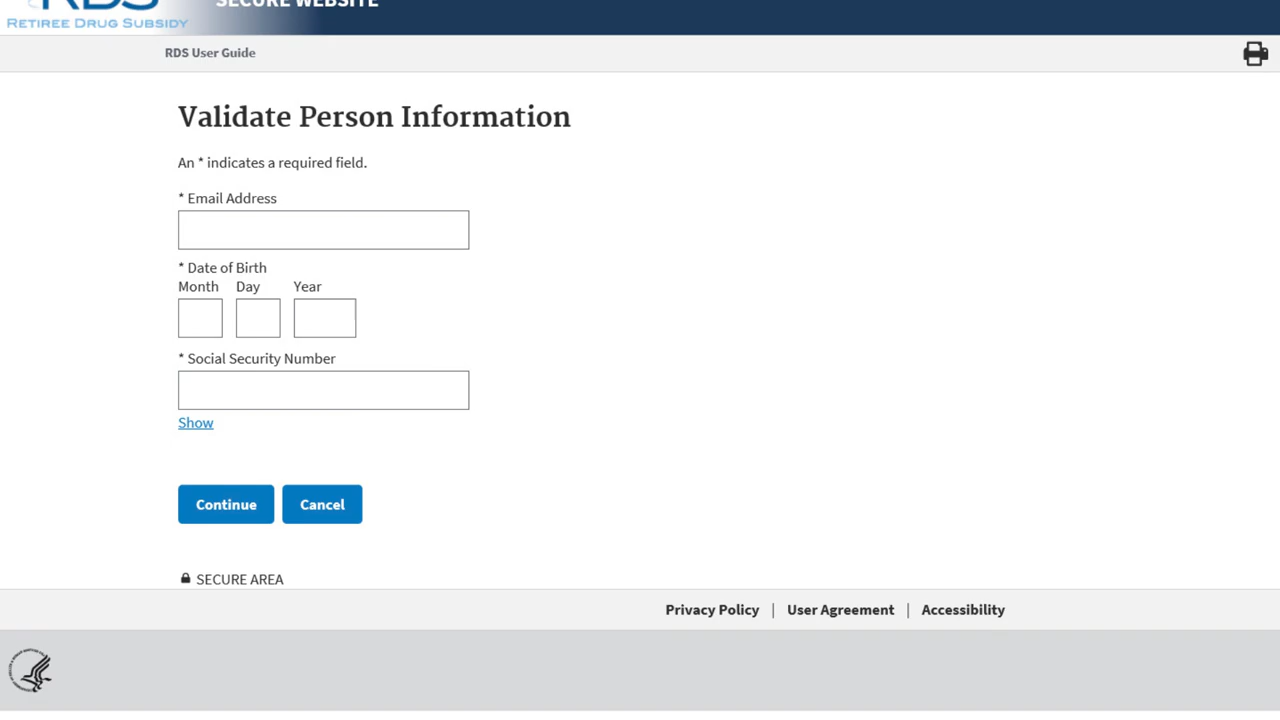 RDS
SECURE WEBSITE
RETIREE DRUG SUBSIDY
RDS User Guide
Validate Person Information
An * indicates a required field.
* Email Address
* Date of Birth
Month Day Year
* Social Security Number
Show
Continue Cancel
SECURE AREA
Privacy Policy | User Agreement | Accessibility